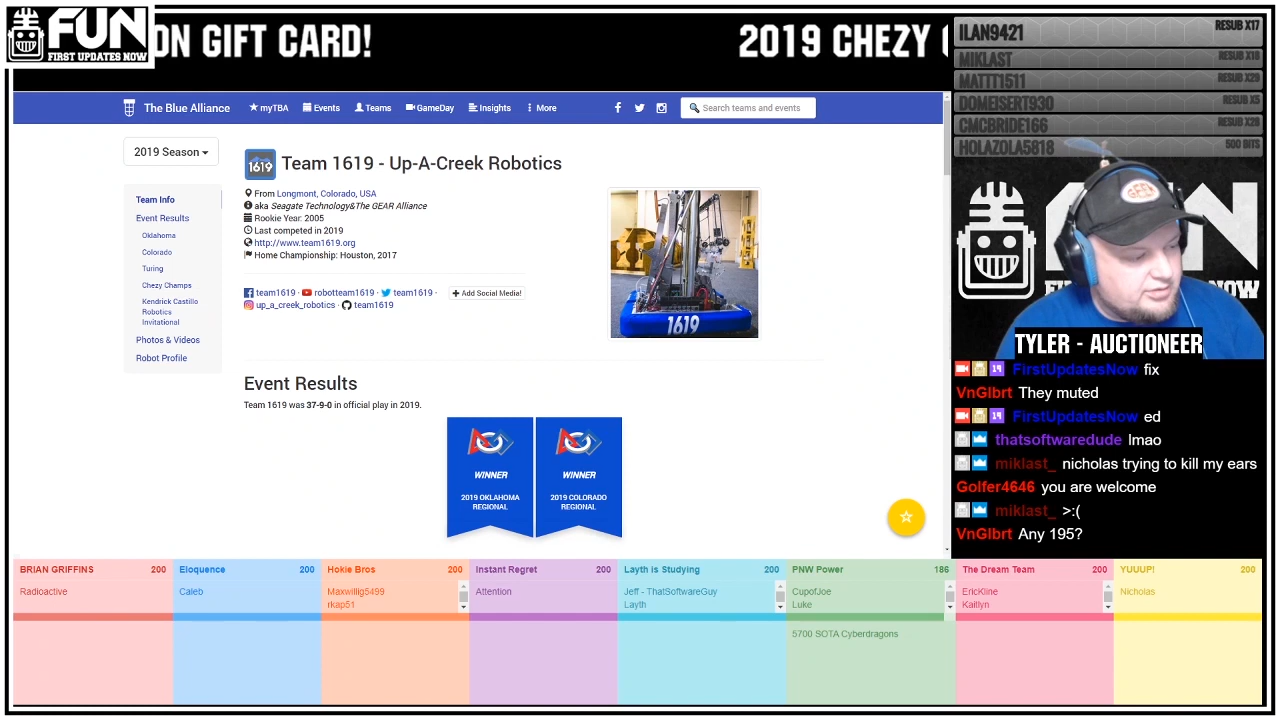 FUN
FIRST UPDATES NOW
ON GIFT CARD!
2019 CHEZY
ILAN9421 RESUB X17
MIKLAST RESUB X18
MATTT1511 RESUB X29
DOMEISERT930 RESUB X5
CMCBRIDE166 RESUB X28
HOLAZOLA5818 500 BITS
The Blue Alliance
myTBA
Events
Teams
GameDay
Insights
More
Search teams and events
2019 Season
Team Info
Event Results
Oklahoma
Colorado
Turing
Chezy Champs
Kendrick Castillo
Robotics
Invitational
Photos & Videos
Robot Profile
1619
Team 1619 - Up-A-Creek Robotics
From Longmont, Colorado, USA
aka Seagate Technology&The GEAR Alliance
Rookie Year: 2005
Last competed in 2019
http://www.team1619.org
Home Championship: Houston, 2017
team1619 · robotteam1619 · team1619 ·
up_a_creek_robotics · team1619
Add Social Media!
1619
Event Results
Team 1619 was 37-9-0 in official play in 2019.
WINNER
2019 OKLAHOMA
REGIONAL
WINNER
2019 COLORADO
REGIONAL
TYLER - AUCTIONEER
19 FirstUpdatesNow fix
VnGlbrt They muted
19 FirstUpdatesNow ed
thatsoftwaredude lmao
miklast_ nicholas trying to kill my ears
Golfer4646 you are welcome
miklast_ >:(
VnGlbrt Any 195?
BRIAN GRIFFINS 200
Radioactive
Eloquence 200
Caleb
Hokie Bros 200
Maxwillig5499
rkap51
Instant Regret 200
Attention
Layth is Studying 200
Jeff - ThatSoftwareGuy
Layth
PNW Power 186
CupofJoe
Luke
5700 SOTA Cyberdragons
The Dream Team 200
EricKline
Kaitlyn
YUUUP! 200
Nicholas